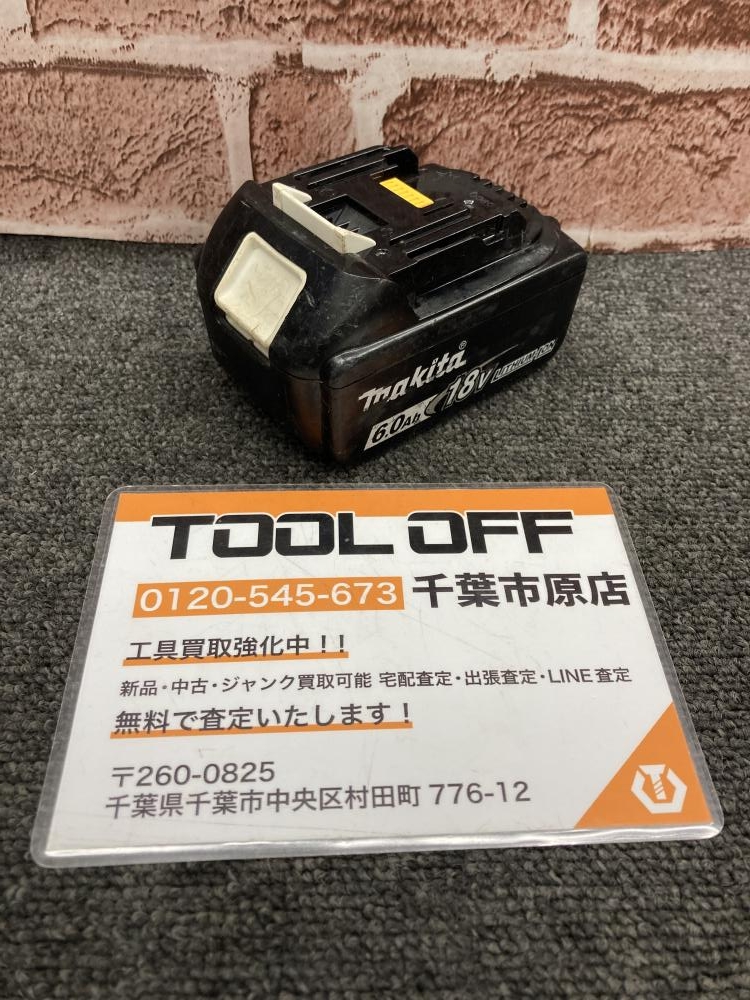 makita®
6.0Ah 18V LITHIUM-ION
TOOL OFF
0120-545-673 千葉市原店
工具買取強化中！！
新品・中古・ジャンク買取可能 宅配査定・出張査定・LINE査定
無料で査定いたします！
〒260-0825
千葉県千葉市中央区村田町 776-12